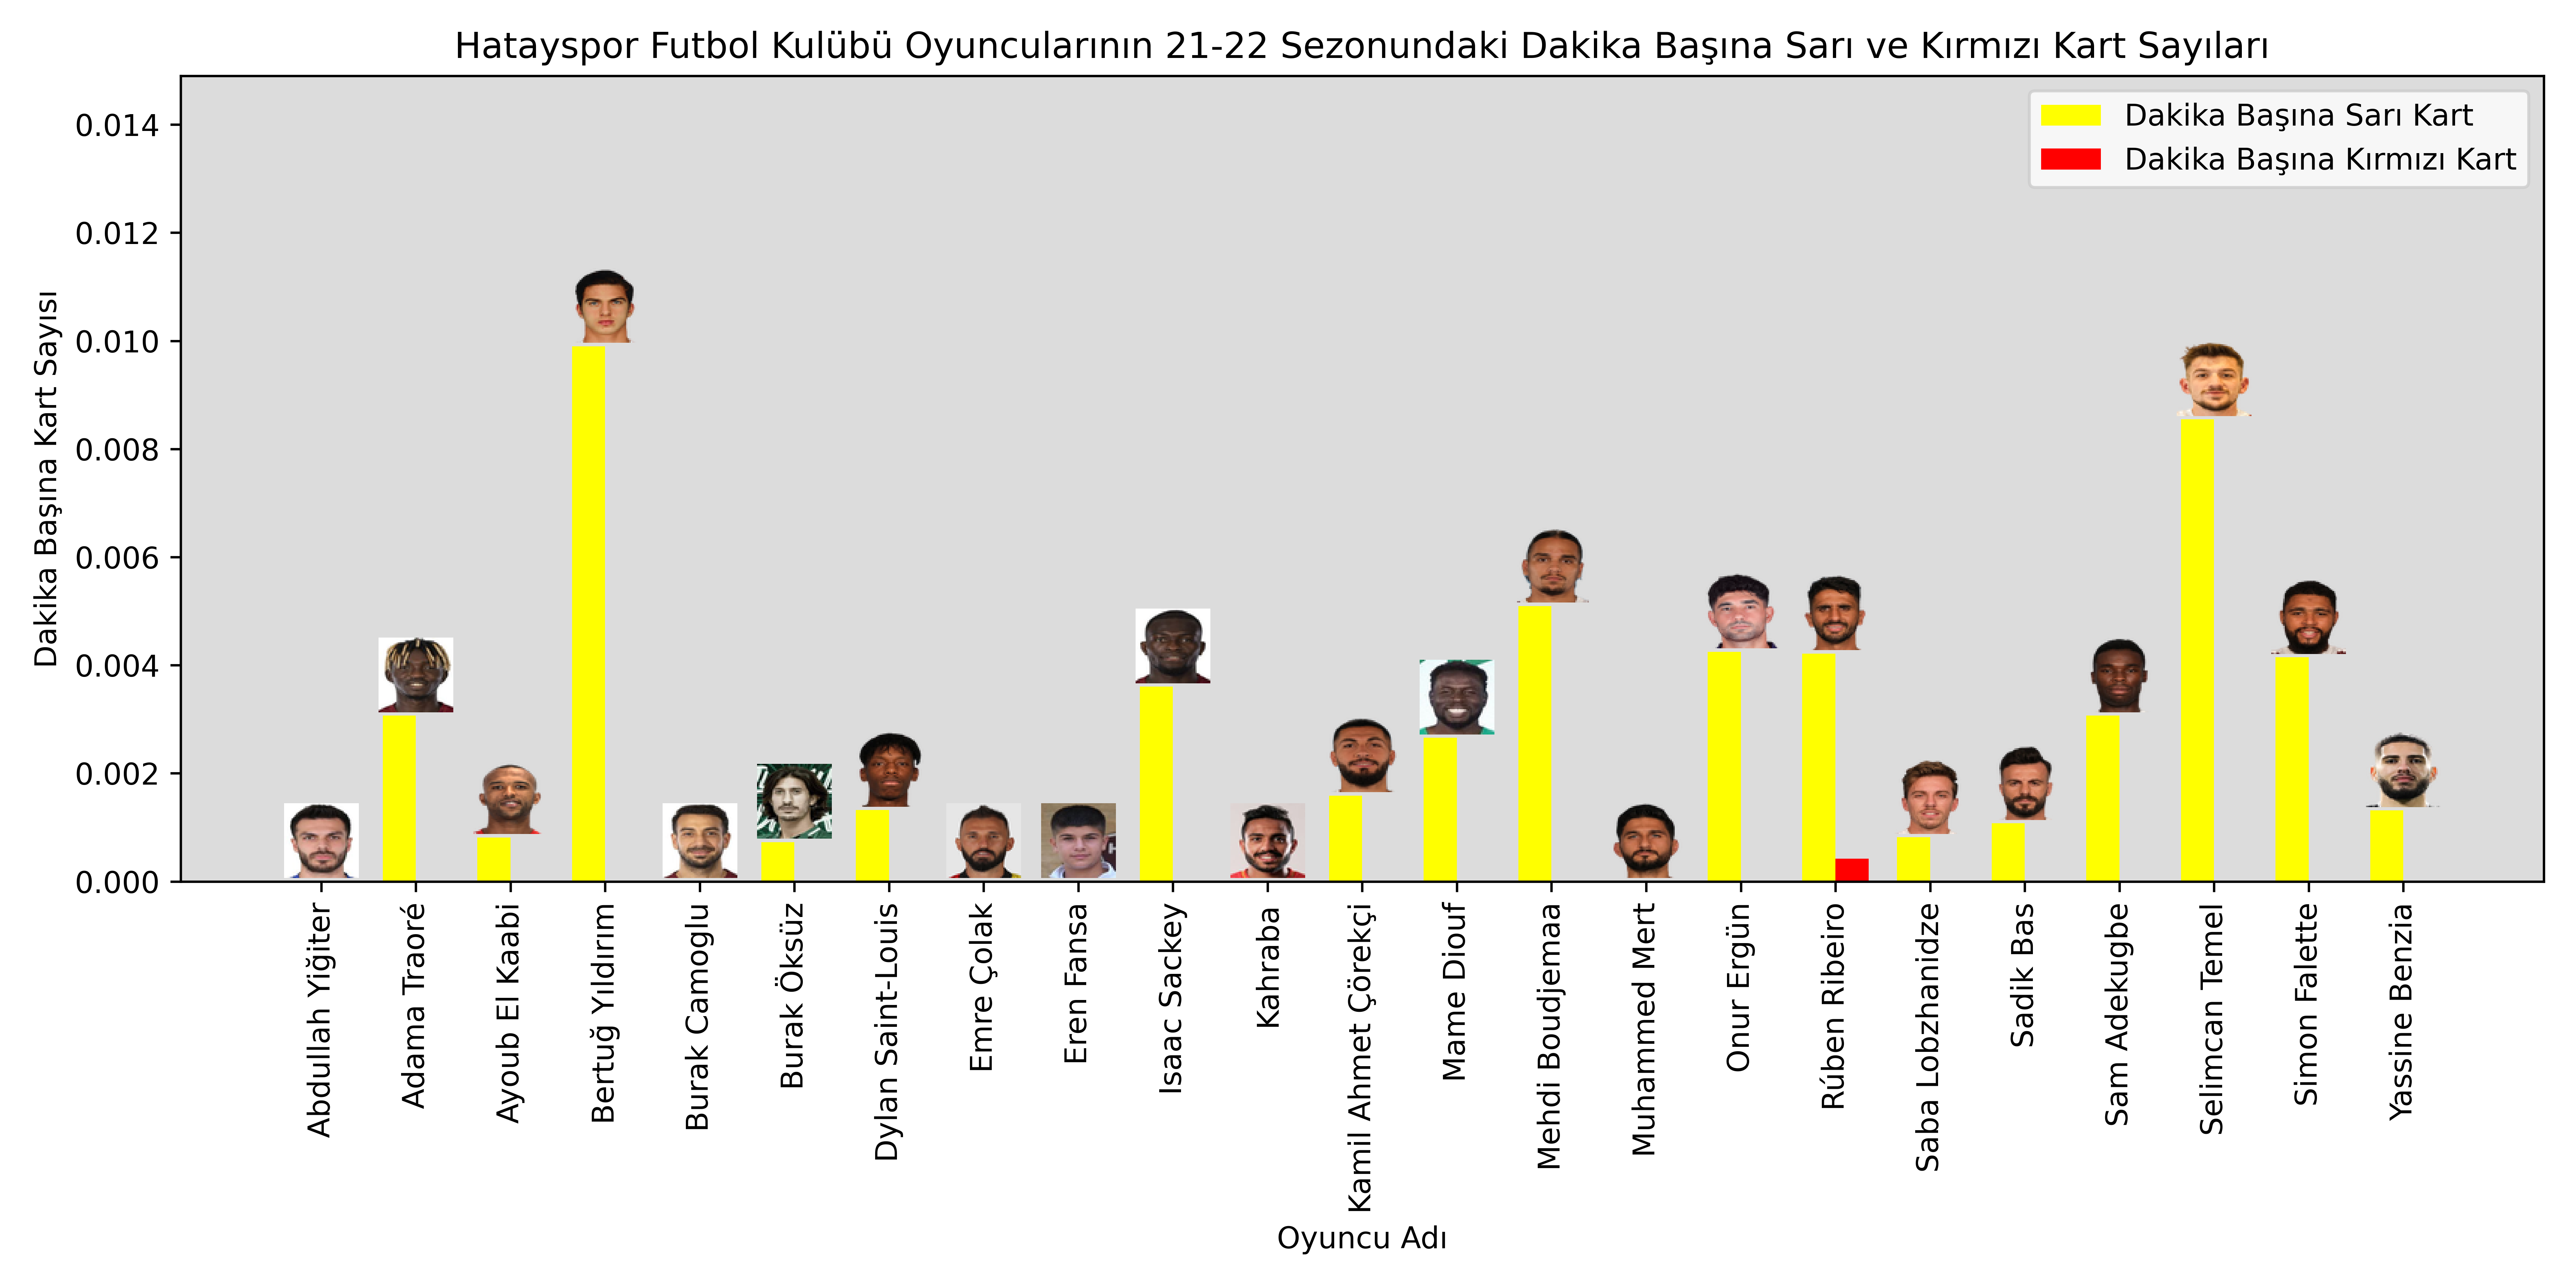 Hatayspor Futbol Kulübü Oyuncularının 21-22 Sezonundaki Dakika Başına Sarı ve Kırmızı Kart Sayıları
Dakika Başına Sarı Kart
Dakika Başına Kırmızı Kart
Dakika Başına Kart Sayısı
0.014
0.012
0.010
0.008
0.006
0.004
0.002
0.000
Abdullah Yiğiter
Adama Traoré
Ayoub El Kaabi
Bertuğ Yıldırım
Burak Camoglu
Burak Öksüz
Dylan Saint-Louis
Emre Çolak
Eren Fansa
Isaac Sackey
Kahraba
Kamil Ahmet Çörekçi
Mame Diouf
Mehdi Boudjemaa
Muhammed Mert
Onur Ergün
Rúben Ribeiro
Saba Lobzhanidze
Sadik Bas
Sam Adekugbe
Selimcan Temel
Simon Falette
Yassine Benzia
Oyuncu Adı